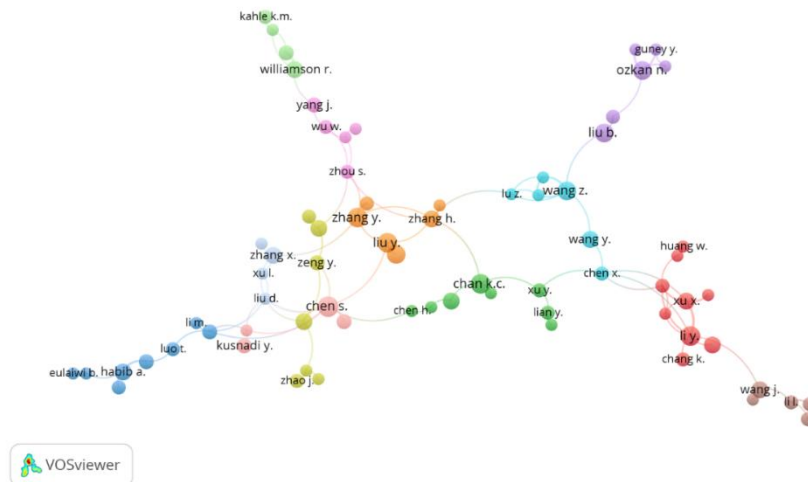 kahle k.m.
williamson r.
yang j.
wu w.
zhou s.
guney y.
ozkan n.
liu b.
lu z.
wang z.
zhang y.
zhang h.
liu y.
wang y.
huang w.
zhang x.
zeng y.
xu l.
chen x.
chan k.c.
xu y.
liu d.
chen s.
chen h.
lian y.
xu x.
li m.
kusnadi y.
li y.
luo t.
chang k.
eulaiwi b.
habib a.
zhao j.
wang j.
li l.
VOSviewer